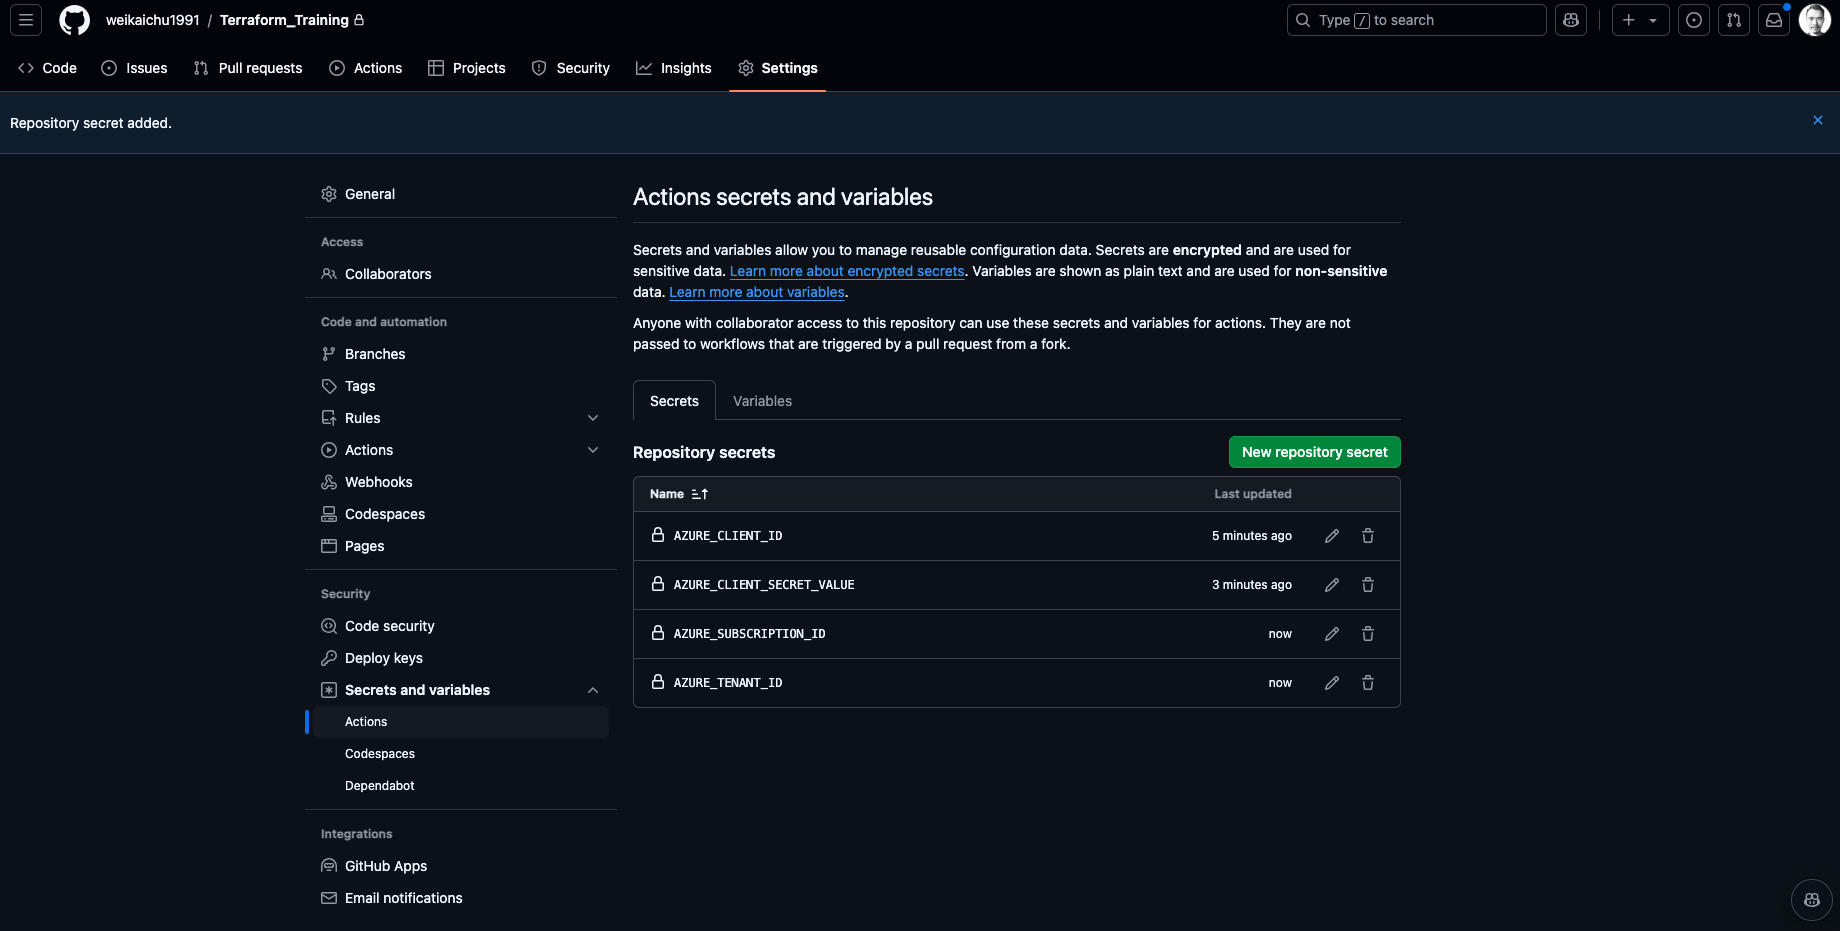 weikaichu1991 / Terraform_Training
Type / to search
Code
Issues
Pull requests
Actions
Projects
Security
Insights
Settings
Repository secret added.
General
Access
Collaborators
Code and automation
Branches
Tags
Rules
Actions
Webhooks
Codespaces
Pages
Security
Code security
Deploy keys
Secrets and variables
Actions
Codespaces
Dependabot
Integrations
GitHub Apps
Email notifications
Actions secrets and variables
Secrets and variables allow you to manage reusable configuration data. Secrets are encrypted and are used for
sensitive data. Learn more about encrypted secrets. Variables are shown as plain text and are used for non-sensitive
data. Learn more about variables.
Anyone with collaborator access to this repository can use these secrets and variables for actions. They are not
passed to workflows that are triggered by a pull request from a fork.
Secrets
Variables
Repository secrets
New repository secret
Name
Last updated
AZURE_CLIENT_ID
5 minutes ago
AZURE_CLIENT_SECRET_VALUE
3 minutes ago
AZURE_SUBSCRIPTION_ID
now
AZURE_TENANT_ID
now